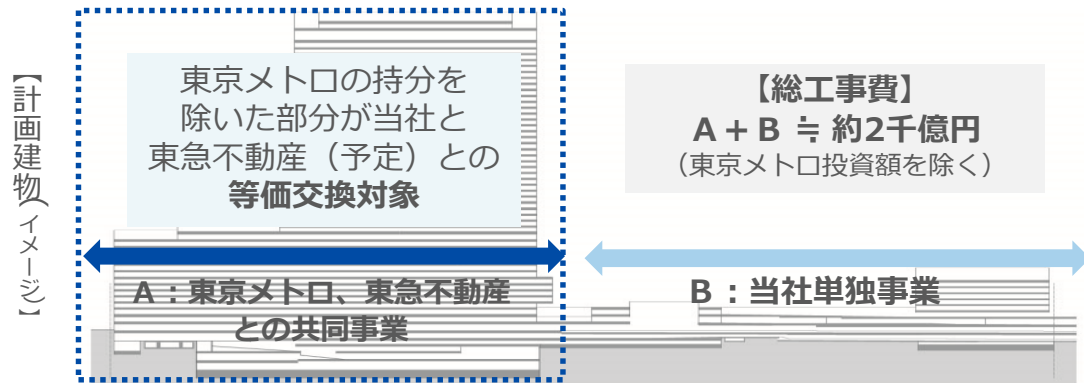 【計画建物(イメージ)】
東京メトロの持分を
除いた部分が当社と
東急不動産（予定）との
等価交換対象
【総工事費】
A + B ≒ 約2千億円
（東京メトロ投資額を除く）
A：東京メトロ、東急不動産
との共同事業
B：当社単独事業